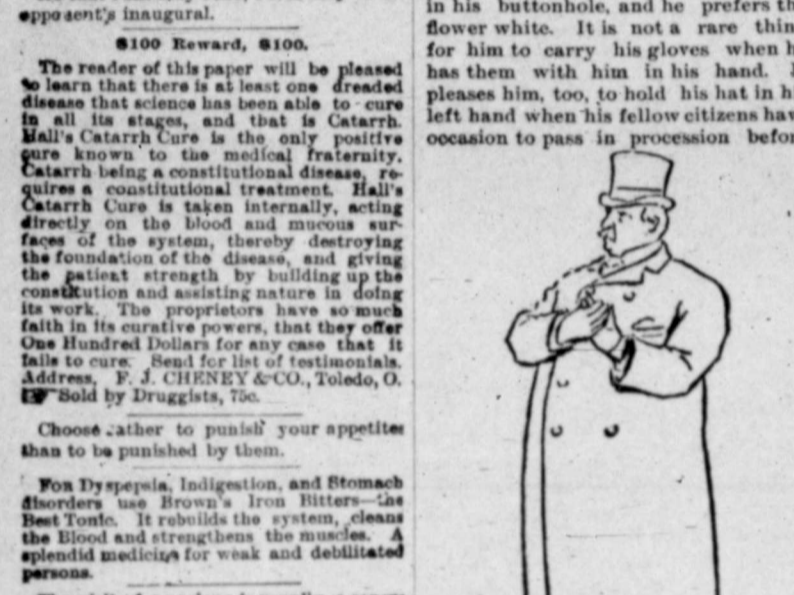 opponent's inaugural.
$100 Reward, $100.
The reader of this paper will be pleased
to learn that there is at least one dreaded
disease that science has been able to cure
in all its stages, and that is Catarrh.
Hall's Catarrh Cure is the only positive
cure known to the medical fraternity.
Catarrh being a constitutional disease, re-
quires a constitutional treatment. Hall's
Catarrh Cure is taken internally, acting
directly on the blood and mucous sur-
faces of the system, thereby destroying
the foundation of the disease, and giving
the patient strength by building up the
constitution and assisting nature in doing
its work. The proprietors have so much
faith in its curative powers, that they offer
One Hundred Dollars for any case that it
fails to cure. Send for list of testimonials.
Address, F. J. CHENEY & CO., Toledo, O.
☞ Sold by Druggists, 75c.
Choose rather to punish your appetites
than to be punished by them.
FOR Dyspepsia, Indigestion, and Stomach
disorders use Brown's Iron Bitters—the
Best Tonic. It rebuilds the system, cleans
the Blood and strengthens the muscles. A
splendid medicine for weak and debilitated
persons.
in his buttonhole, and he prefers
flower white. It is not a rare
for him to carry his gloves when
has them with him in his hand.
pleases him, too, to hold his hat in
left hand when his fellow citizens
occasion to pass in procession